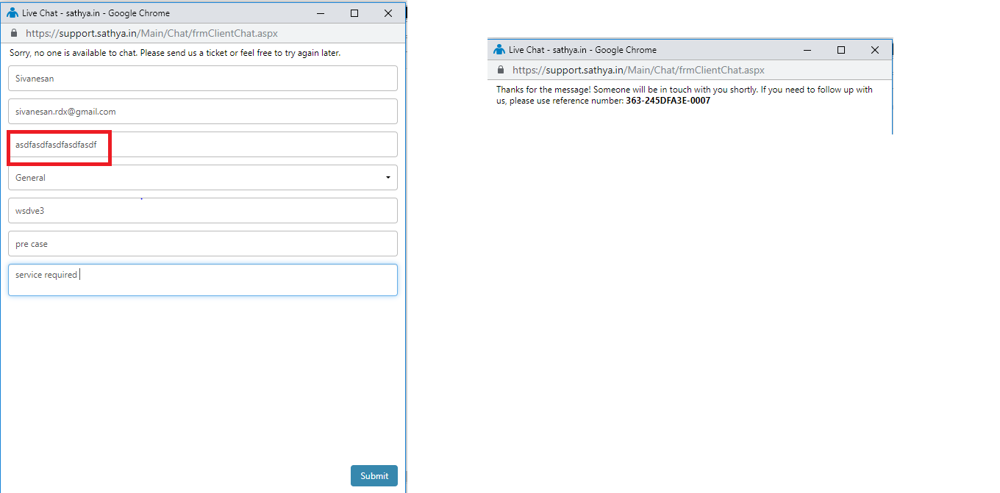 Live Chat - sathya.in - Google Chrome
https://support.sathya.in/Main/Chat/frmClientChat.aspx
Sorry, no one is available to chat. Please send us a ticket or feel free to try again later.
Sivanesan
sivanesan.rdx@gmail.com
asdfasdfasdfasdfasdf
General
wsdve3
pre case
service required
Submit
Live Chat - sathya.in - Google Chrome
https://support.sathya.in/Main/Chat/frmClientChat.aspx
Thanks for the message! Someone will be in touch with you shortly. If you need to follow up with
us, please use reference number: 363-245DFA3E-0007